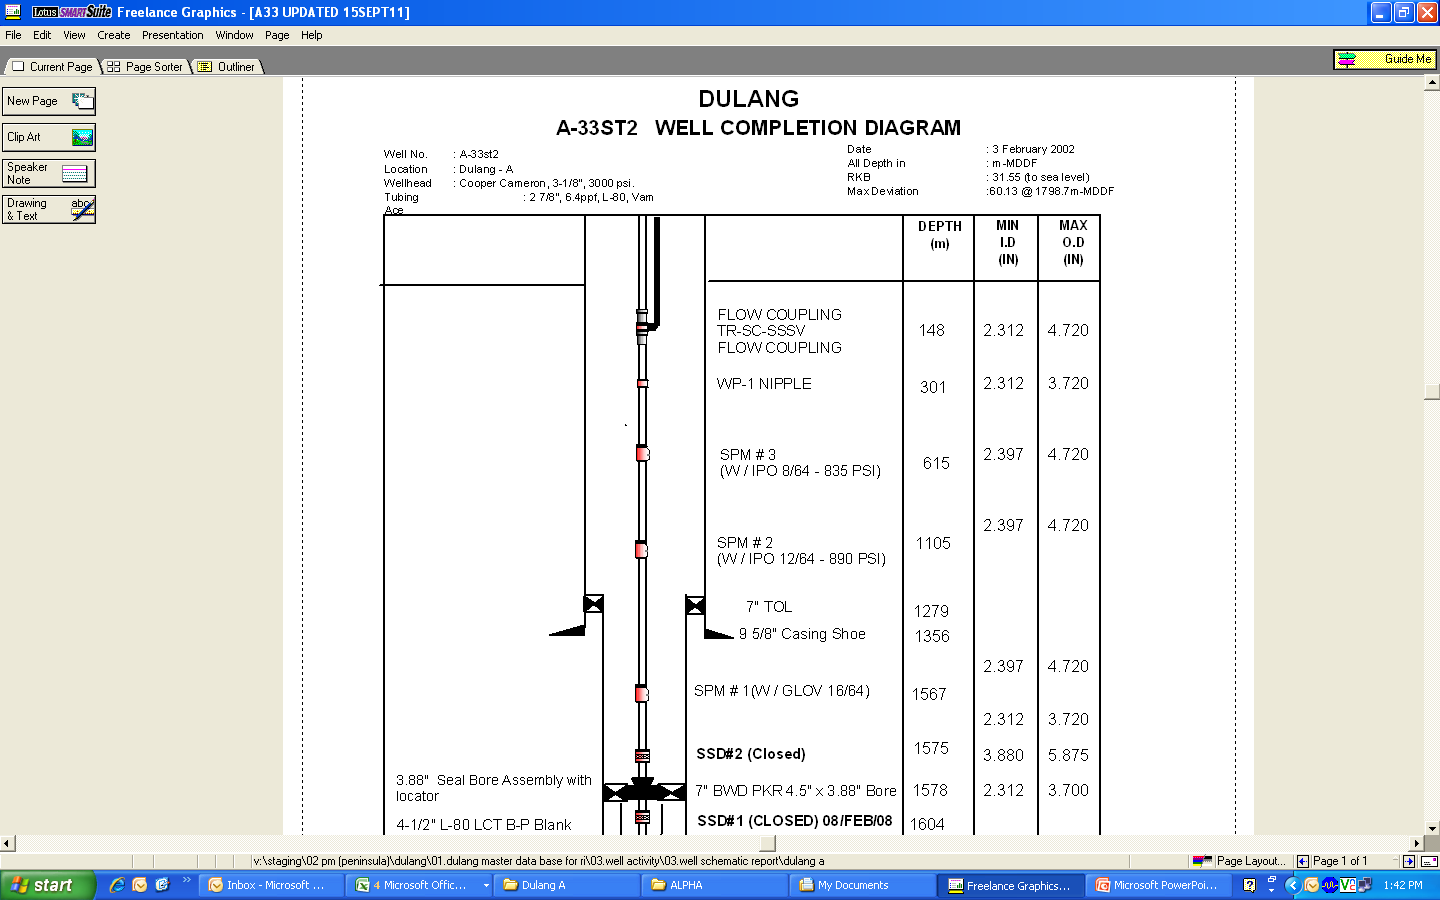 Lotus SMARTSuite Freelance Graphics - [A33 UPDATED 15SEPT11]
File Edit View Create Presentation Window Page Help
Current Page Page Sorter Outliner Guide Me
New Page
Clip Art
Speaker
Note
Drawing
& Text
abc
DULANG
A-33ST2 WELL COMPLETION DIAGRAM
Well No. : A-33st2
Location : Dulang - A
Wellhead : Cooper Cameron, 3-1/8", 3000 psi.
Tubing : 2 7/8", 6.4ppf, L-80, Vam
Ace
Date : 3 February 2002
All Depth in : m-MDDF
RKB : 31.55 (to sea level)
Max Deviation :60.13 @ 1798.7m-MDDF
DEPTH MIN MAX
(m) I.D O.D
(IN) (IN)
FLOW COUPLING
TR-SC-SSSV 148 2.312 4.720
FLOW COUPLING
WP-1 NIPPLE 301 2.312 3.720
SPM # 3 615 2.397 4.720
(W / IPO 8/64 - 835 PSI)
2.397 4.720
SPM # 2 1105
(W / IPO 12/64 - 890 PSI)
7" TOL 1279
9 5/8" Casing Shoe 1356
2.397 4.720
SPM # 1(W / GLOV 16/64) 1567
2.312 3.720
SSD#2 (Closed) 1575 3.880 5.875
3.88" Seal Bore Assembly with
locator
7" BWD PKR 4.5" x 3.88" Bore 1578 2.312 3.700
4-1/2" L-80 LCT B-P Blank SSD#1 (CLOSED) 08/FEB/08 1604
v:\staging\02 pm (peninsula)\dulang\01.dulang master data base for ri\03.well activity\03.well schematic report\dulang a Page Layout... Page 1 of 1
start Inbox - Microsoft ... 4 Microsoft Offic... Dulang A ALPHA My Documents Freelance Graphics... Microsoft PowerPoi... 1:42 PM